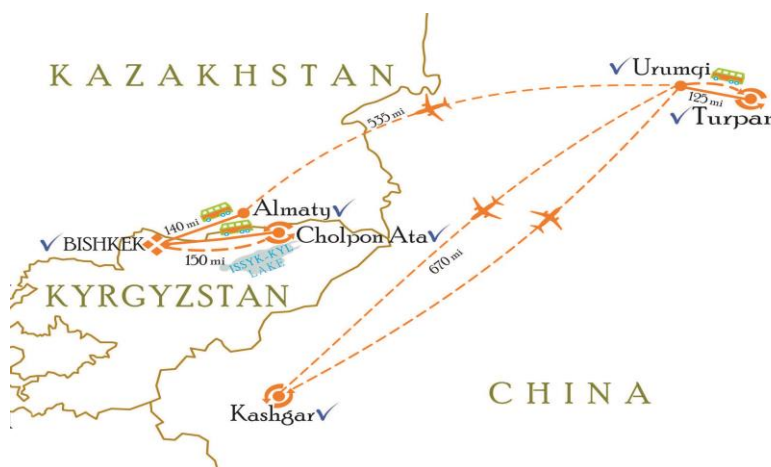 KAZAKHSTAN
Urumqi
125 mi
Turpan
535 mi
Almaty
140 mi
BISHKEK
Cholpon Ata
150 mi
ISSYK-KYL
LAKE
KYRGYZSTAN
670 mi
Kashgar
CHINA